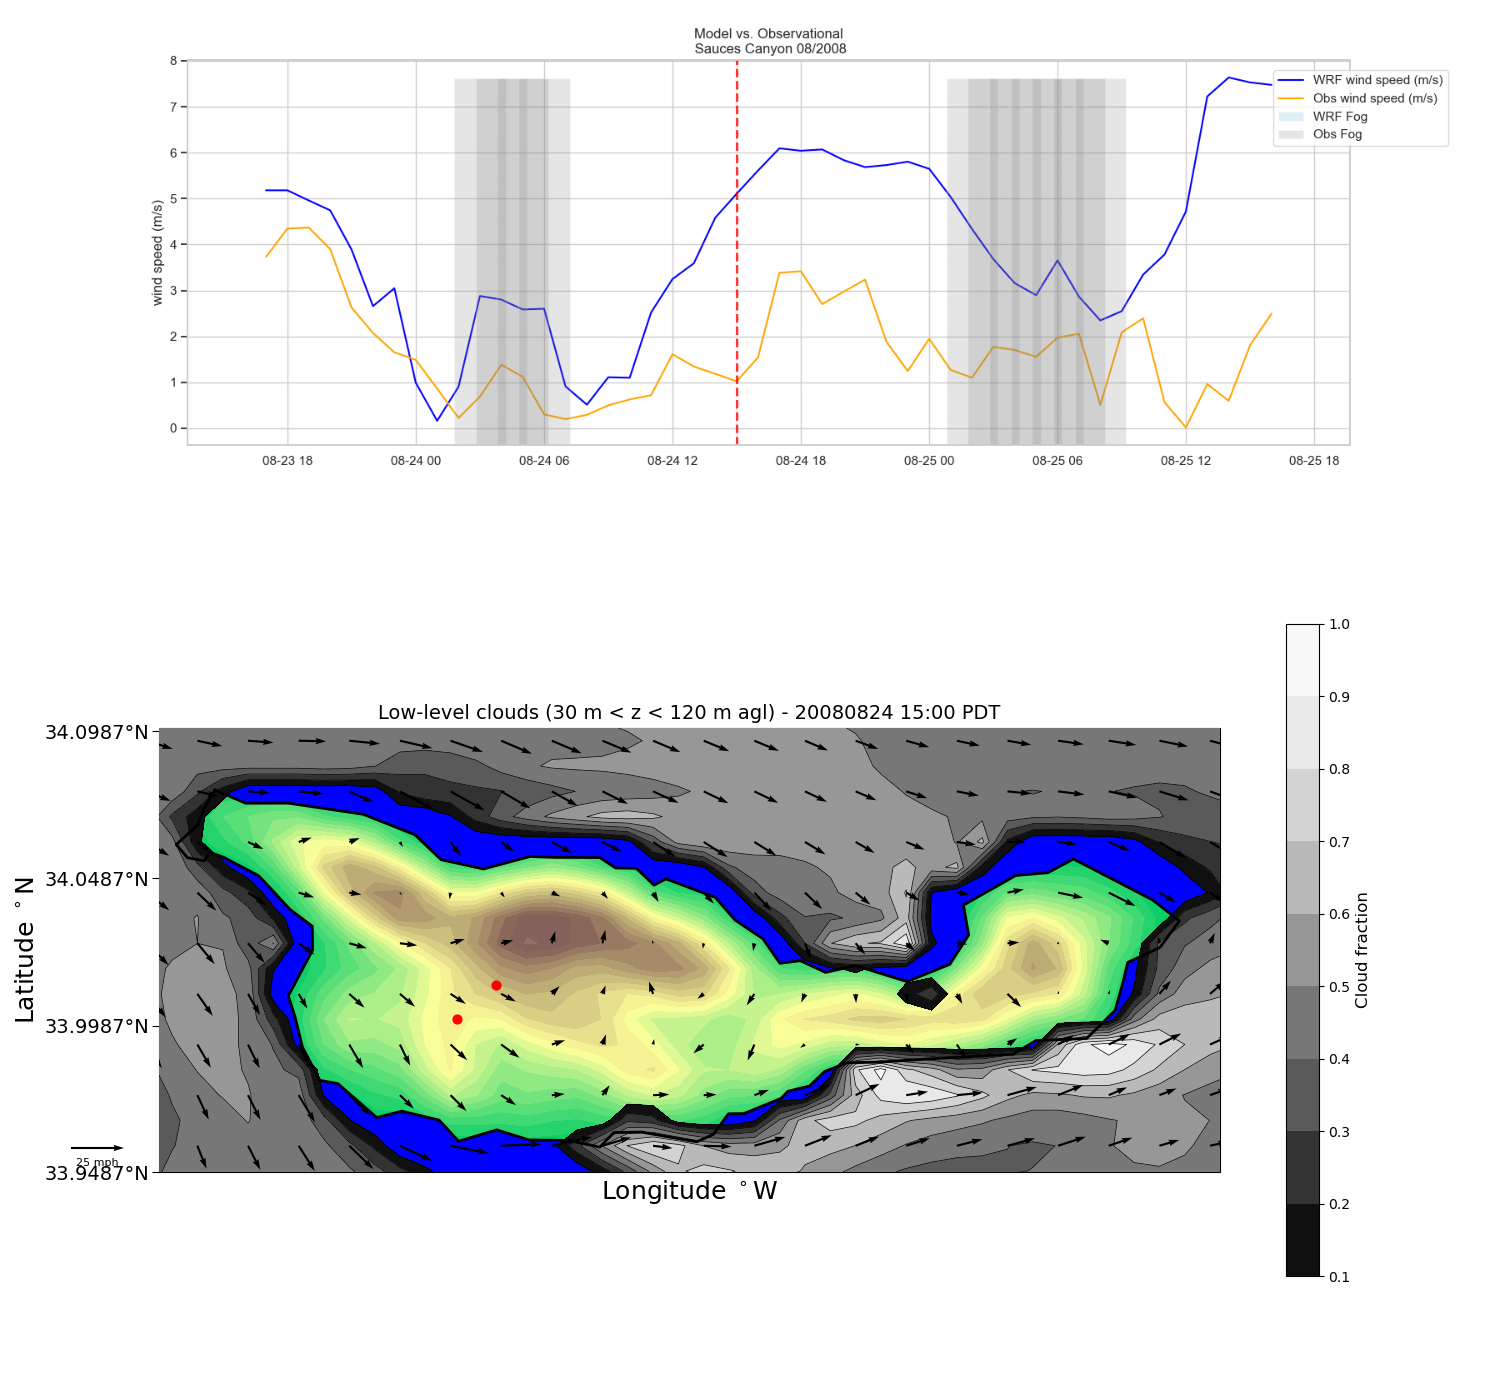 Model vs. Observational
Sauces Canyon 08/2008
8
7
6
5
4
3
2
1
0
wind speed (m/s)
WRF wind speed (m/s)
Obs wind speed (m/s)
WRF Fog
Obs Fog
08-23 18
08-24 00
08-24 06
08-24 12
08-24 18
08-25 00
08-25 06
08-25 12
08-25 18
Low-level clouds (30 m < z < 120 m agl) - 20080824 15:00 PDT
34.0987°N
34.0487°N
33.9987°N
33.9487°N
Latitude °N
25 mph
Longitude °W
1.0
0.9
0.8
0.7
0.6
0.5
0.4
0.3
0.2
0.1
Cloud fraction